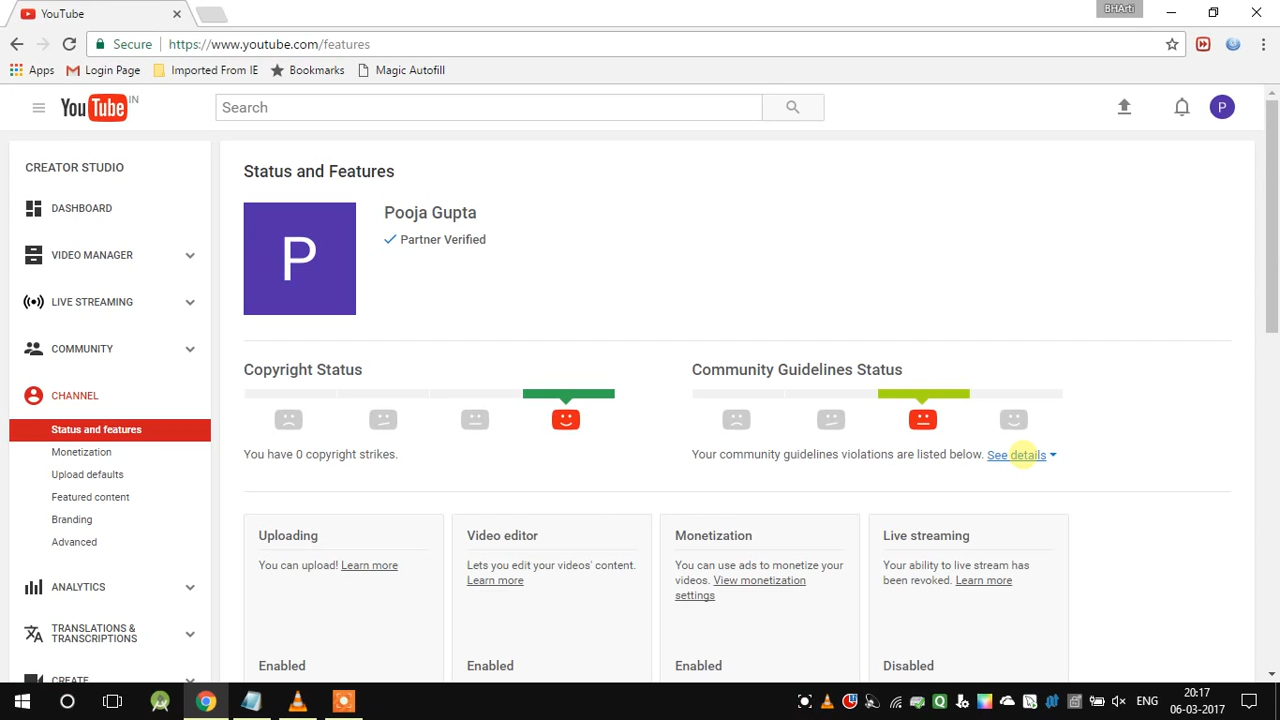 YouTube
BHArti
Secure
https://www.youtube.com/features
Apps
Login Page
Imported From IE
Bookmarks
Magic Autofill
YouTube IN
Search
P
CREATOR STUDIO
DASHBOARD
VIDEO MANAGER
LIVE STREAMING
COMMUNITY
CHANNEL
Status and features
Monetization
Upload defaults
Featured content
Branding
Advanced
ANALYTICS
TRANSLATIONS &
TRANSCRIPTIONS
CREATE
Status and Features
P
Pooja Gupta
Partner Verified
Copyright Status
You have 0 copyright strikes.
Community Guidelines Status
Your community guidelines violations are listed below. See details
Uploading
You can upload! Learn more
Enabled
Video editor
Lets you edit your videos' content.
Learn more
Enabled
Monetization
You can use ads to monetize your
videos. View monetization
settings
Enabled
Live streaming
Your ability to live stream has
been revoked. Learn more
Disabled
ENG
20:17
06-03-2017